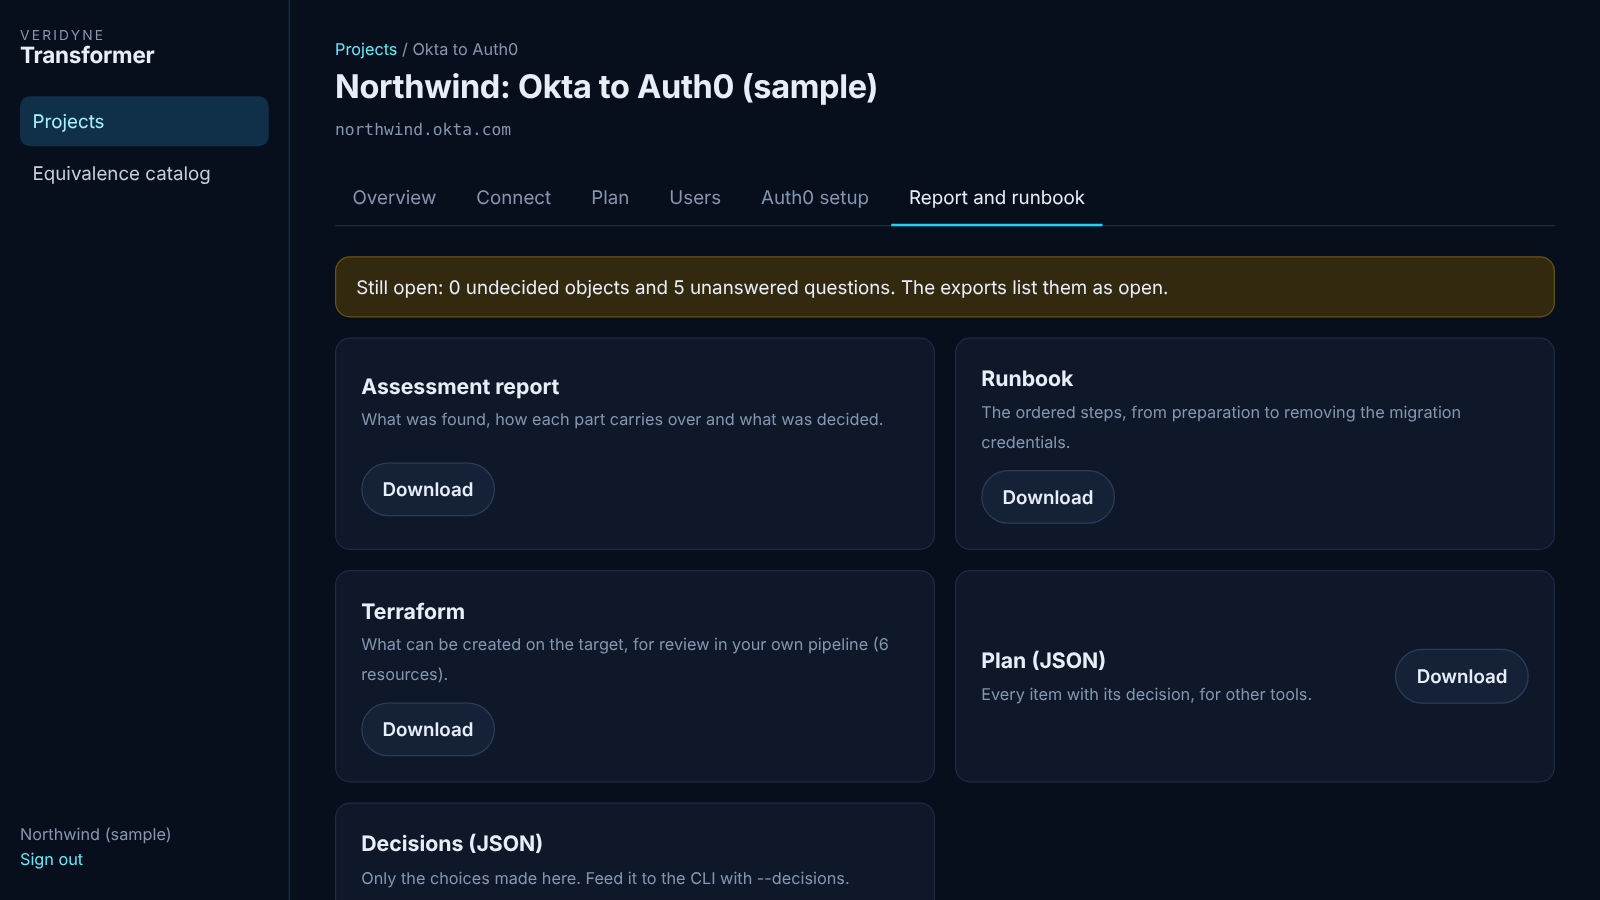 VERIDYNE
Transformer
Projects
Equivalence catalog
Northwind (sample)
Sign out
Projects / Okta to Auth0
Northwind: Okta to Auth0 (sample)
northwind.okta.com
Overview
Connect
Plan
Users
Auth0 setup
Report and runbook
Still open: 0 undecided objects and 5 unanswered questions. The exports list them as open.
Assessment report
What was found, how each part carries over and what was decided.
Download
Runbook
The ordered steps, from preparation to removing the migration
credentials.
Download
Terraform
What can be created on the target, for review in your own pipeline (6
resources).
Download
Plan (JSON)
Every item with its decision, for other tools.
Download
Decisions (JSON)
Only the choices made here. Feed it to the CLI with --decisions.